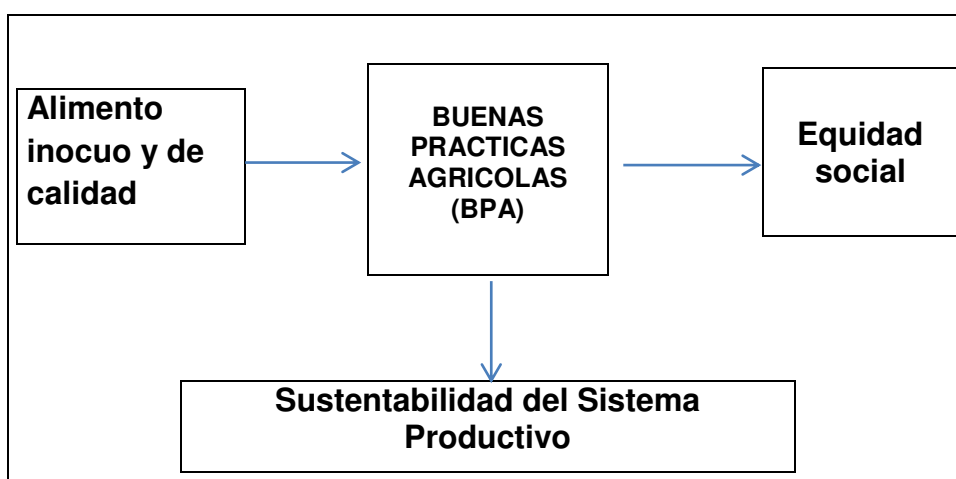 Alimento
inocuo y de
calidad
BUENAS
PRACTICAS
AGRICOLAS
(BPA)
Equidad
social
Sustentabilidad del Sistema
Productivo